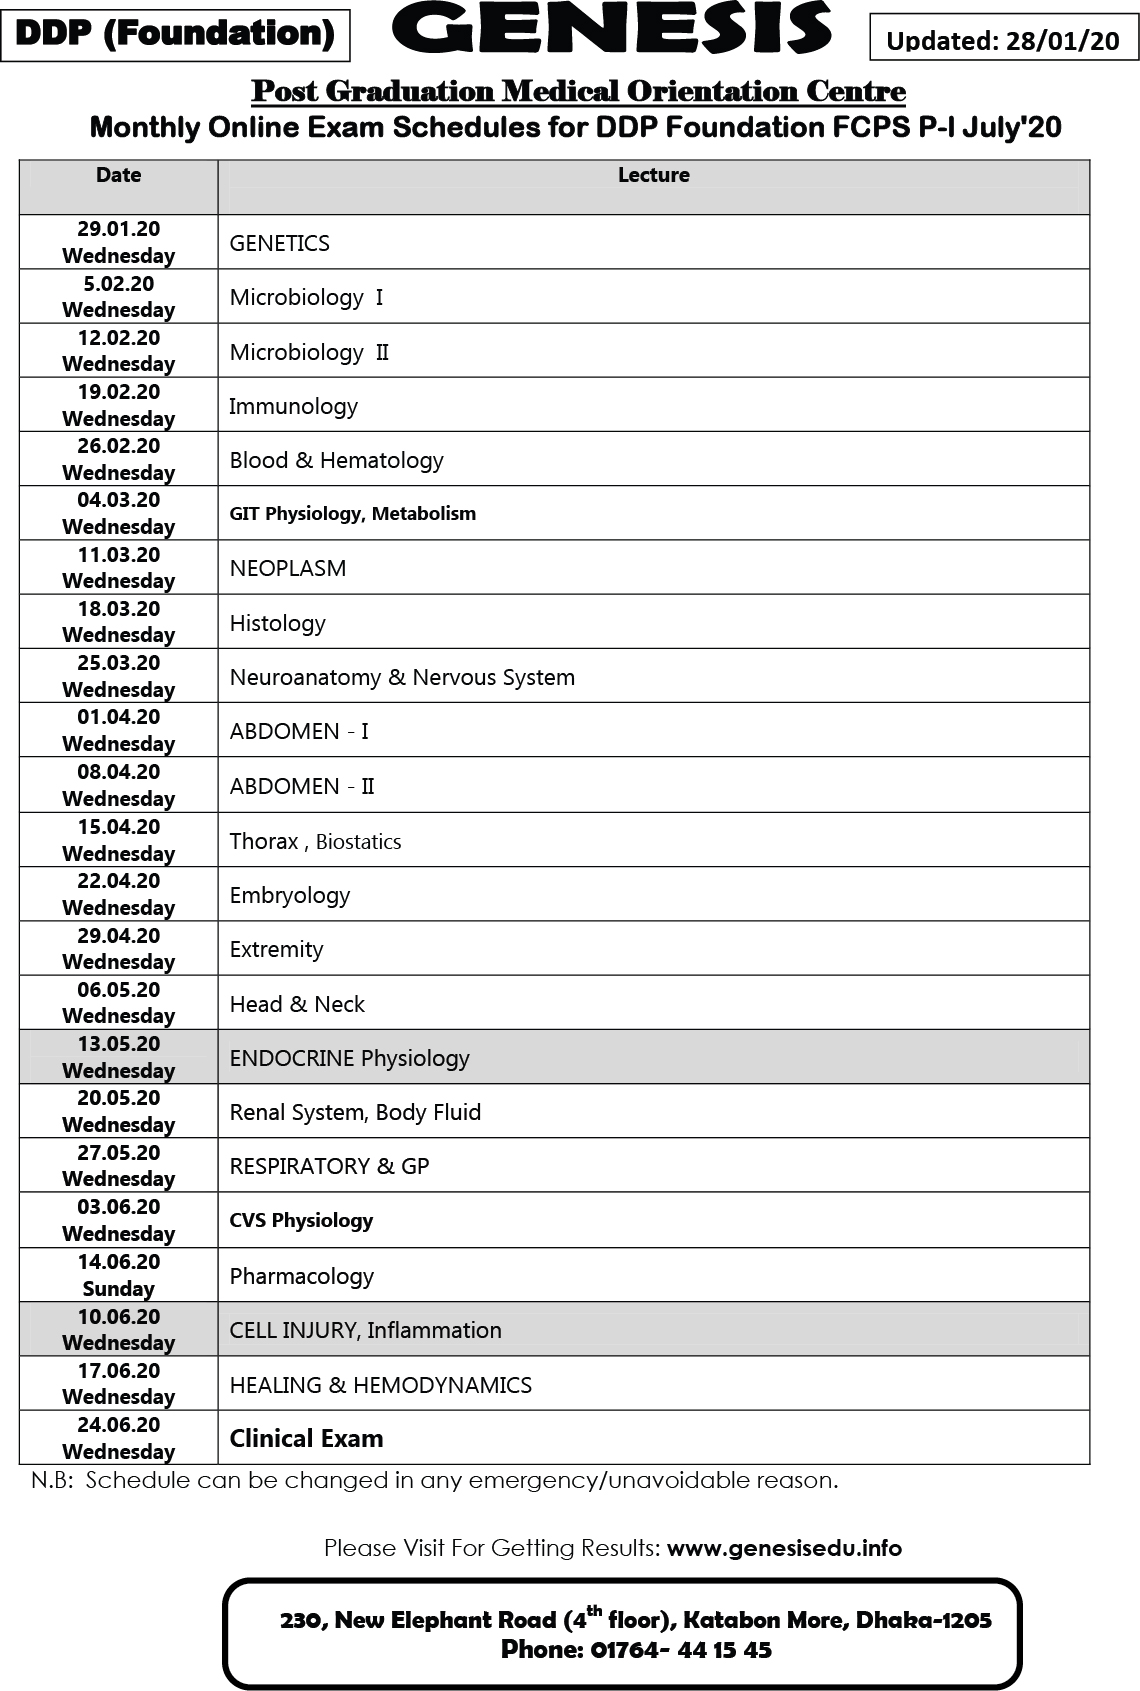 DDP (Foundation)
GENESIS
Updated: 28/01/20
Post Graduation Medical Orientation Centre
Monthly Online Exam Schedules for DDP Foundation FCPS P-I July'20
Date Lecture
29.01.20
Wednesday
GENETICS
5.02.20
Wednesday
Microbiology I
12.02.20
Wednesday
Microbiology II
19.02.20
Wednesday
Immunology
26.02.20
Wednesday
Blood & Hematology
04.03.20
Wednesday
GIT Physiology, Metabolism
11.03.20
Wednesday
NEOPLASM
18.03.20
Wednesday
Histology
25.03.20
Wednesday
Neuroanatomy & Nervous System
01.04.20
Wednesday
ABDOMEN - I
08.04.20
Wednesday
ABDOMEN - II
15.04.20
Wednesday
Thorax , Biostatics
22.04.20
Wednesday
Embryology
29.04.20
Wednesday
Extremity
06.05.20
Wednesday
Head & Neck
13.05.20
Wednesday
ENDOCRINE Physiology
20.05.20
Wednesday
Renal System, Body Fluid
27.05.20
Wednesday
RESPIRATORY & GP
03.06.20
Wednesday
CVS Physiology
14.06.20
Sunday
Pharmacology
10.06.20
Wednesday
CELL INJURY, Inflammation
17.06.20
Wednesday
HEALING & HEMODYNAMICS
24.06.20
Wednesday
Clinical Exam
N.B: Schedule can be changed in any emergency/unavoidable reason.
Please Visit For Getting Results: www.genesisedu.info
230, New Elephant Road (4th floor), Katabon More, Dhaka-1205
Phone: 01764- 44 15 45